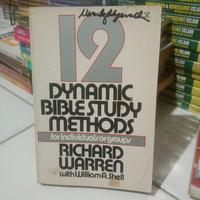 12
DYNAMIC
BIBLE STUDY
METHODS
for individuals or groups
RICHARD
WARREN
with William A. Shell